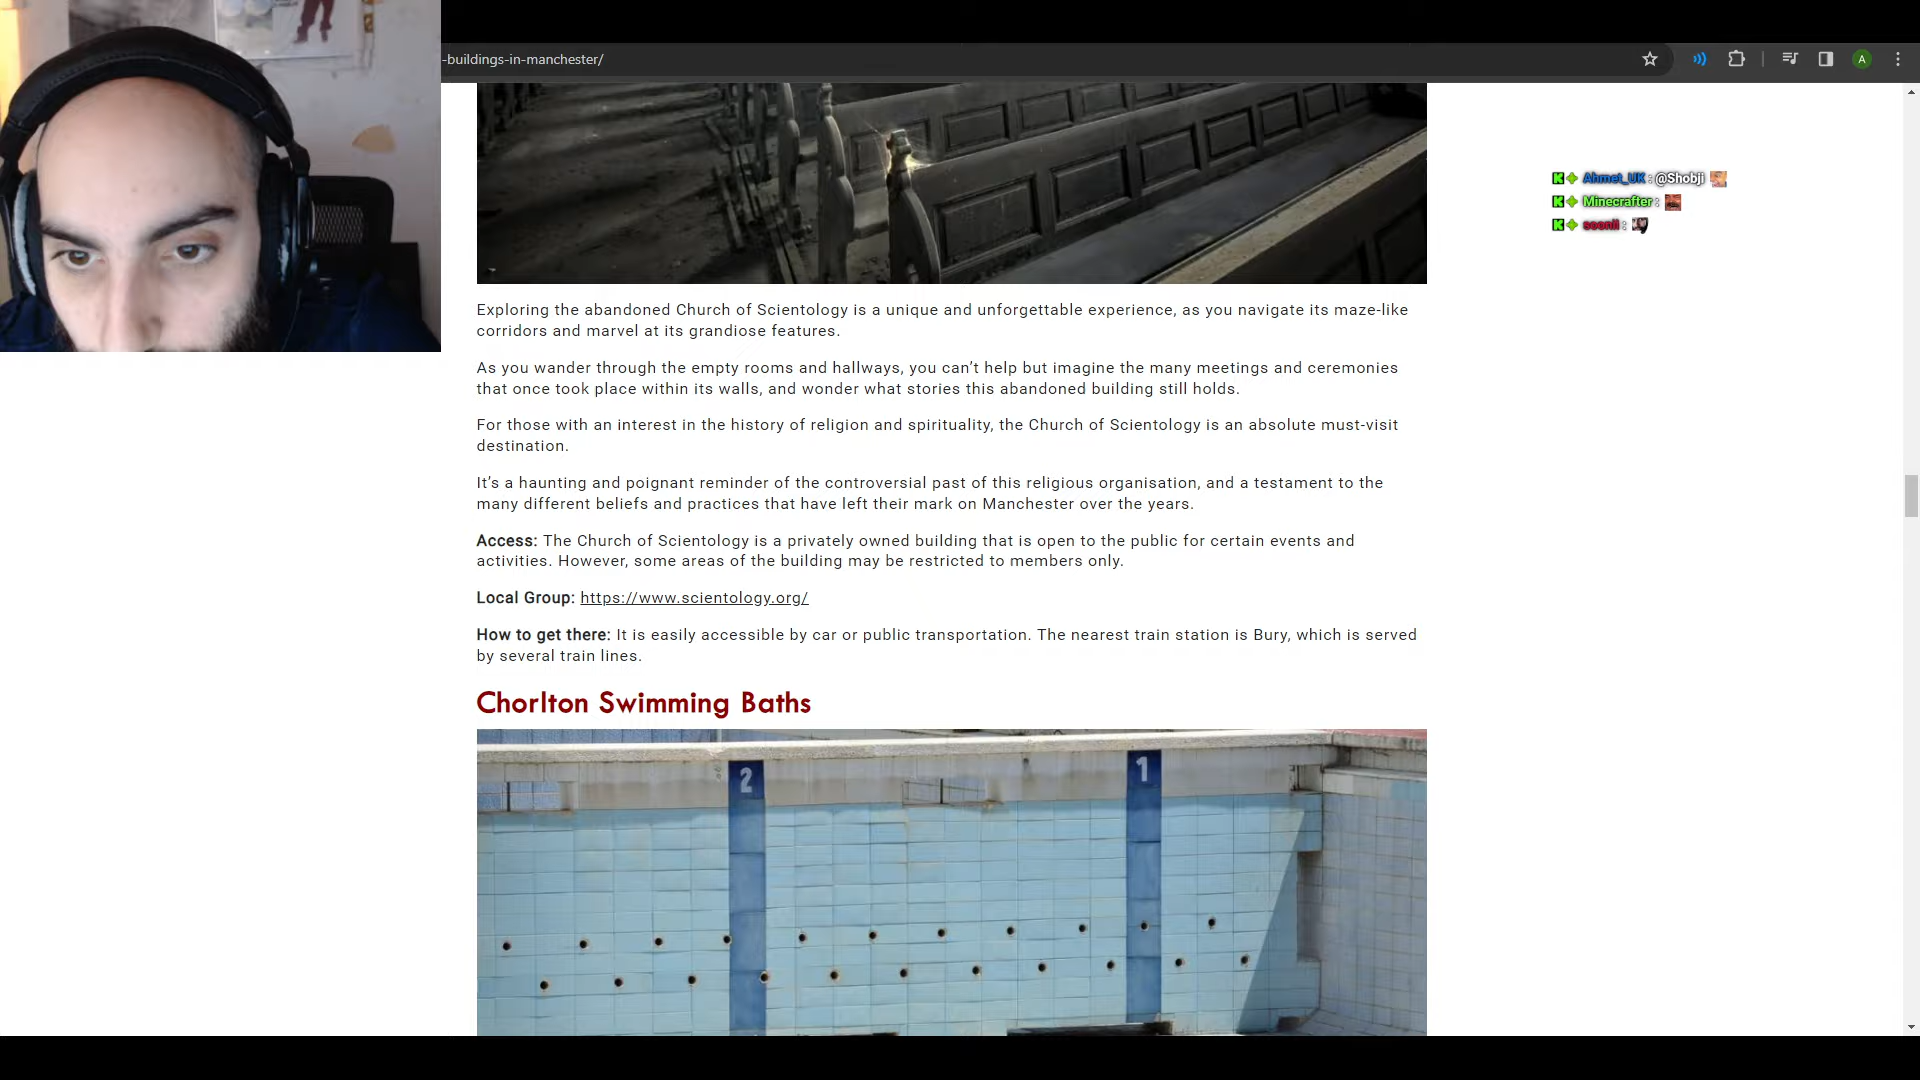 -buildings-in-manchester/
A
Ahmet_UK: @Shobji
Minecrafter:
soonii:
Exploring the abandoned Church of Scientology is a unique and unforgettable experience, as you navigate its maze-like
corridors and marvel at its grandiose features.
As you wander through the empty rooms and hallways, you can’t help but imagine the many meetings and ceremonies
that once took place within its walls, and wonder what stories this abandoned building still holds.
For those with an interest in the history of religion and spirituality, the Church of Scientology is an absolute must-visit
destination.
It’s a haunting and poignant reminder of the controversial past of this religious organisation, and a testament to the
many different beliefs and practices that have left their mark on Manchester over the years.
Access: The Church of Scientology is a privately owned building that is open to the public for certain events and
activities. However, some areas of the building may be restricted to members only.
Local Group: https://www.scientology.org/
How to get there: It is easily accessible by car or public transportation. The nearest train station is Bury, which is served
by several train lines.
Chorlton Swimming Baths
2 1